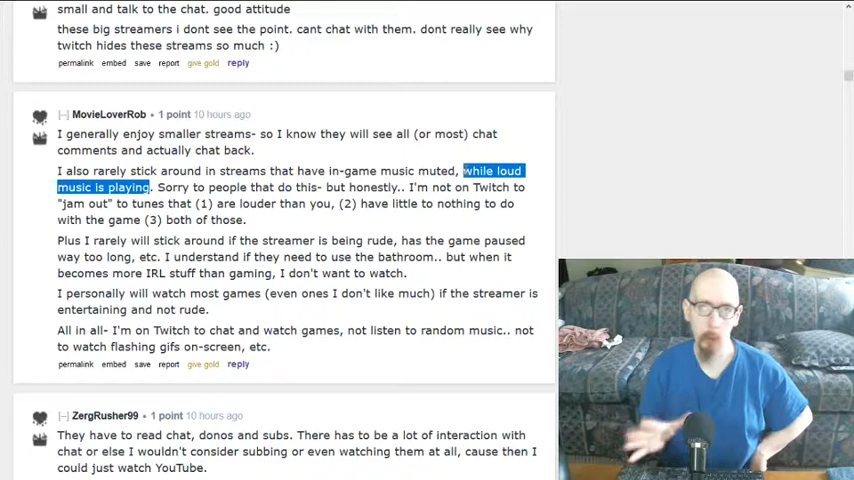 small and talk to the chat. good attitude
these big streamers i dont see the point. cant chat with them. dont really see why
twitch hides these streams so much :)
permalink embed save report give gold reply
[–] MovieLoverRob • 1 point 10 hours ago
I generally enjoy smaller streams- so I know they will see all (or most) chat
comments and actually chat back.
I also rarely stick around in streams that have in-game music muted, while loud
music is playing. Sorry to people that do this- but honestly.. I'm not on Twitch to
"jam out" to tunes that (1) are louder than you, (2) have little to nothing to do
with the game (3) both of those.
Plus I rarely will stick around if the streamer is being rude, has the game paused
way too long, etc. I understand if they need to use the bathroom.. but when it
becomes more IRL stuff than gaming, I don't want to watch.
I personally will watch most games (even ones I don't like much) if the streamer is
entertaining and not rude.
All in all- I'm on Twitch to chat and watch games, not listen to random music.. not
to watch flashing gifs on-screen, etc.
permalink embed save report give gold reply
[–] ZergRusher99 • 1 point 10 hours ago
They have to read chat, donos and subs. There has to be a lot of interaction with
chat or else I wouldn't consider subbing or even watching them at all, cause then I
could just watch YouTube.